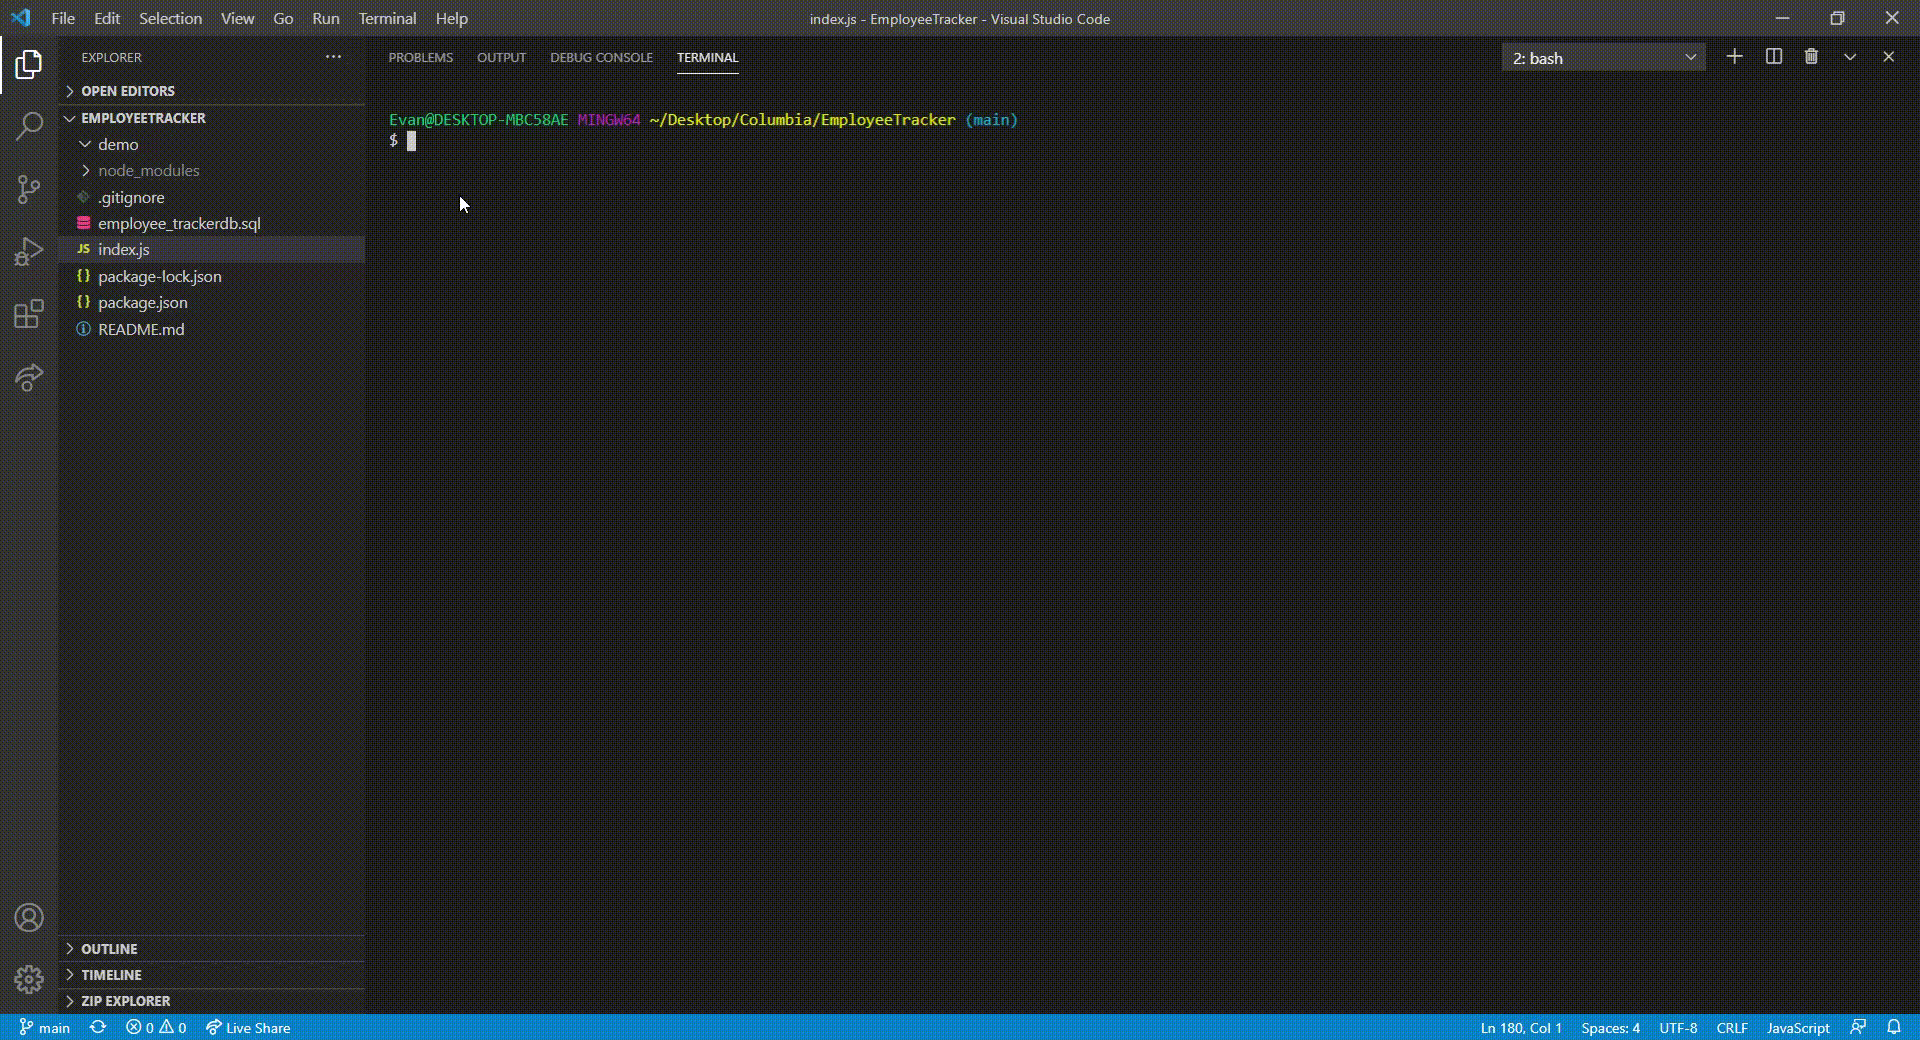 File Edit Selection View Go Run Terminal Help
index.js - EmployeeTracker - Visual Studio Code
EXPLORER
OPEN EDITORS
EMPLOYEETRACKER
demo
node_modules
.gitignore
employee_trackerdb.sql
JS index.js
{} package-lock.json
{} package.json
README.md
OUTLINE
TIMELINE
ZIP EXPLORER
PROBLEMS OUTPUT DEBUG CONSOLE TERMINAL
2: bash
Evan@DESKTOP-MBC58AE MINGW64 ~/Desktop/Columbia/EmployeeTracker (main)
$
main 0 0 Live Share
Ln 180, Col 1 Spaces: 4 UTF-8 CRLF JavaScript